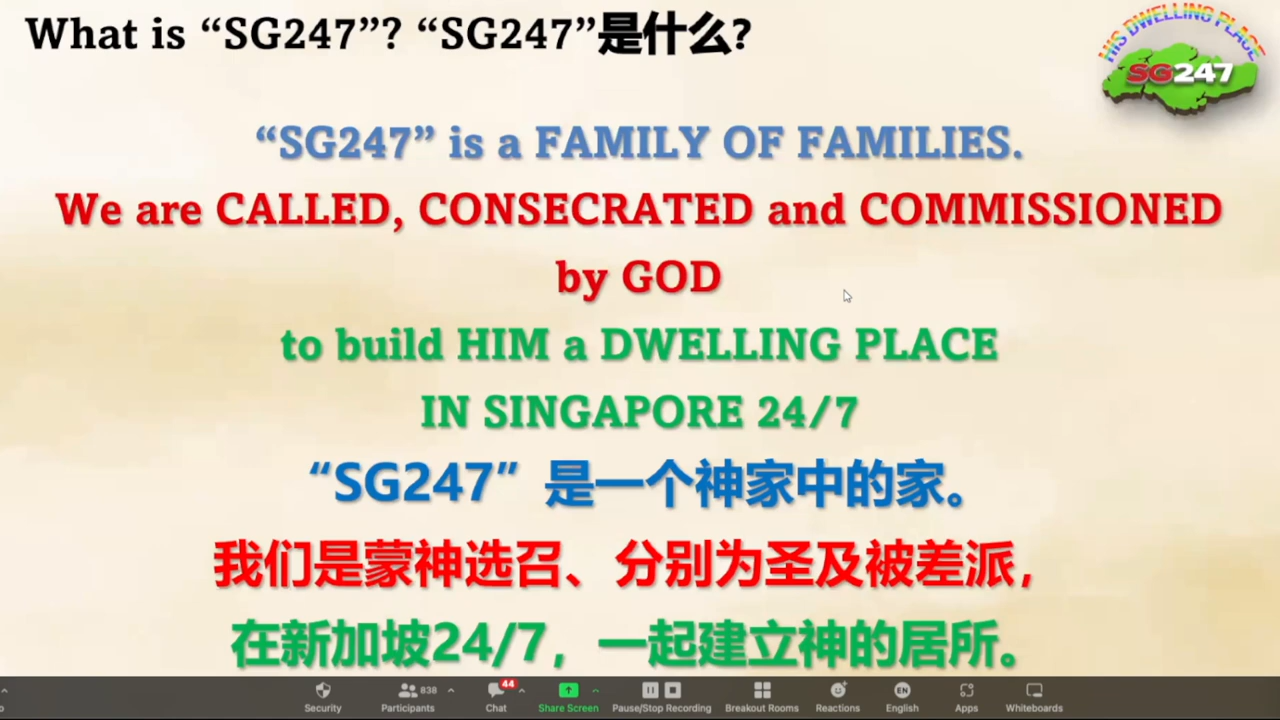 What is “SG247”? “SG247”是什么?
HIS DWELLING PLACE
SG247
“SG247” is a FAMILY OF FAMILIES.
We are CALLED, CONSECRATED and COMMISSIONED
by GOD
to build HIM a DWELLING PLACE
IN SINGAPORE 24/7
“SG247” 是一个神家中的家。
我们是蒙神选召、分别为圣及被差派，
在新加坡24/7，一起建立神的居所。
44
838
EN
Security Participants Chat Share Screen Pause/Stop Recording Breakout Rooms Reactions English Apps Whiteboards